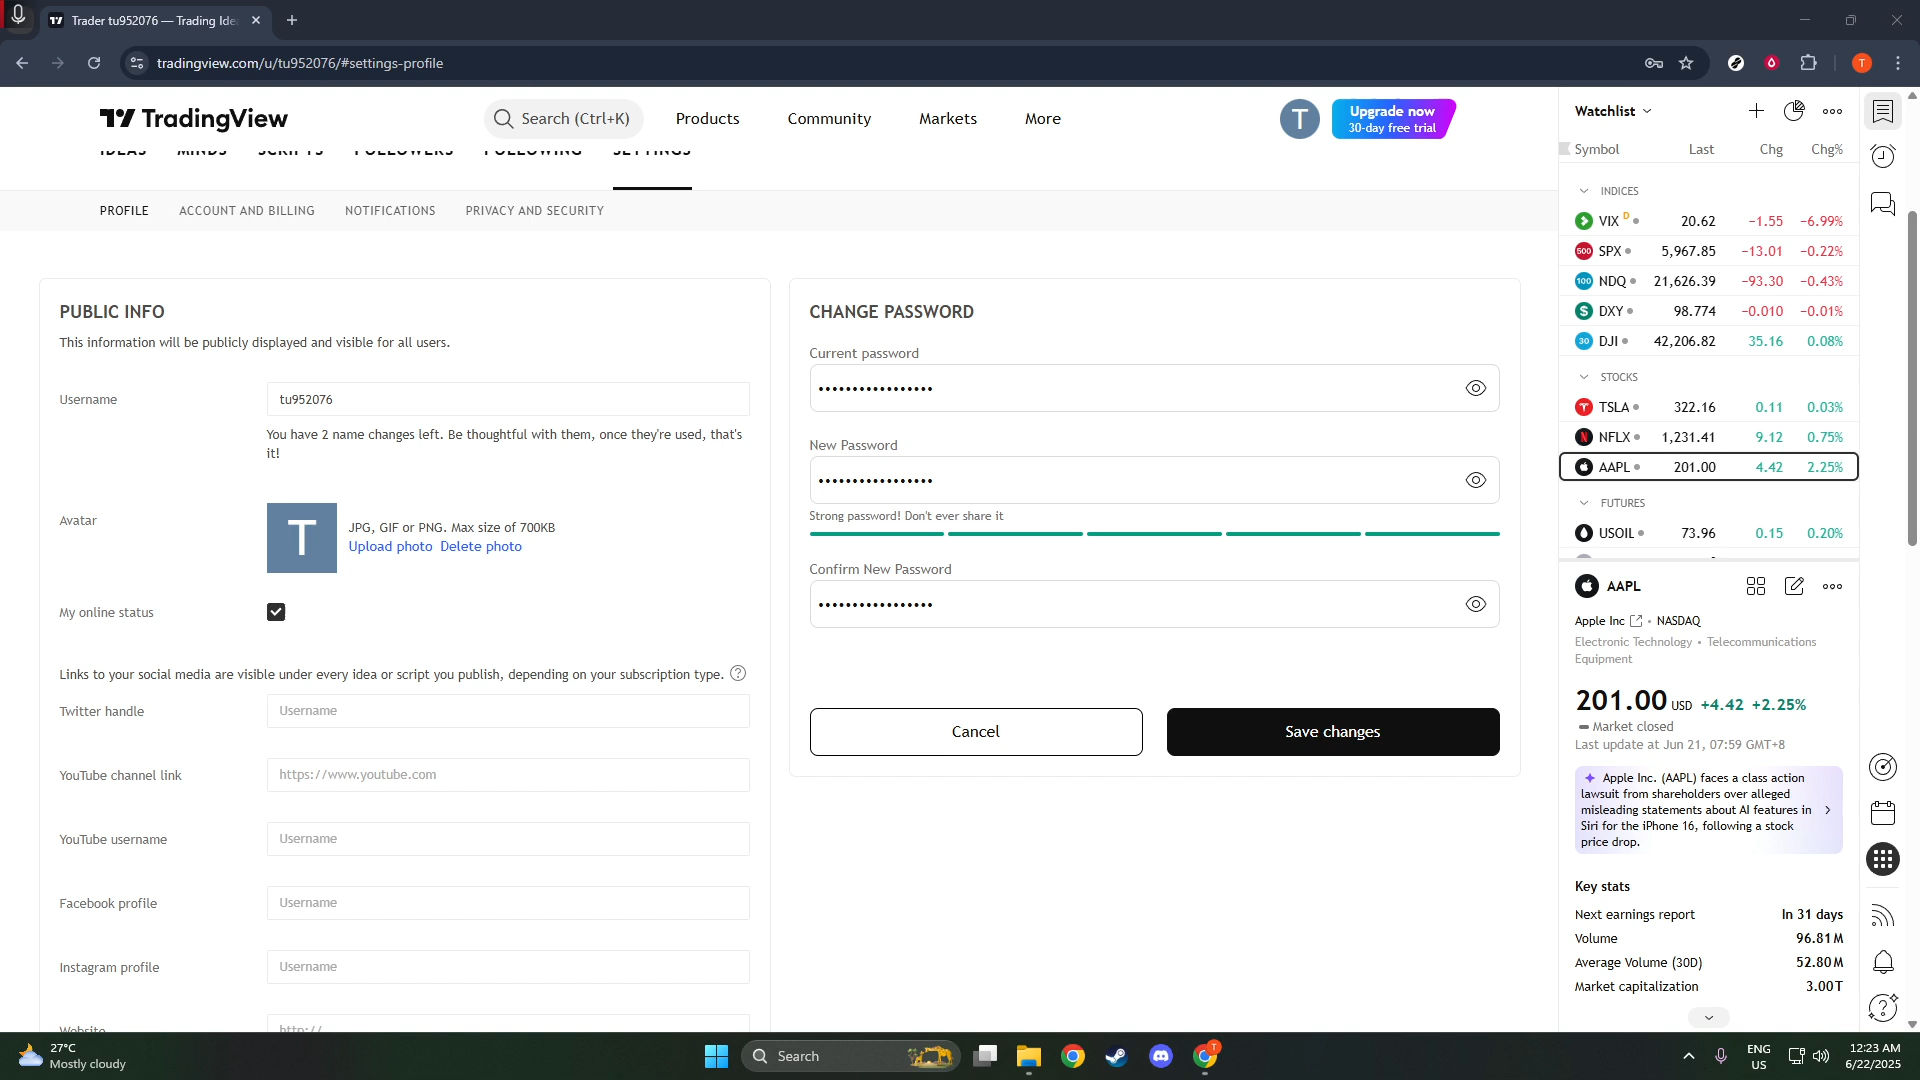 Trader tu952076 — Trading Ide
tradingview.com/u/tu952076/#settings-profile
T
TradingView
Search (Ctrl+K)
Products
Community
Markets
More
T
Upgrade now
30-day free trial
IDEAS
MINDS
SCRIPTS
FOLLOWERS
FOLLOWING
SETTINGS
PROFILE
ACCOUNT AND BILLING
NOTIFICATIONS
PRIVACY AND SECURITY
PUBLIC INFO
This information will be publicly displayed and visible for all users.
Username
tu952076
You have 2 name changes left. Be thoughtful with them, once they're used, that's
it!
Avatar
T
JPG, GIF or PNG. Max size of 700KB
Upload photo Delete photo
My online status
Links to your social media are visible under every idea or script you publish, depending on your subscription type.
Twitter handle
Username
YouTube channel link
https://www.youtube.com
YouTube username
Username
Facebook profile
Username
Instagram profile
Username
Website
http://
CHANGE PASSWORD
Current password
•••••••••••••••••
New Password
•••••••••••••••••
Strong password! Don't ever share it
Confirm New Password
•••••••••••••••••
Cancel
Save changes
Watchlist
Symbol Last Chg Chg%
INDICES
VIX D 20.62 −1.55 −6.99%
500 SPX 5,967.85 −13.01 −0.22%
100 NDQ 21,626.39 −93.30 −0.43%
$ DXY 98.774 −0.010 −0.01%
30 DJI 42,206.82 35.16 0.08%
STOCKS
TSLA 322.16 0.11 0.03%
NFLX 1,231.41 9.12 0.75%
AAPL 201.00 4.42 2.25%
FUTURES
USOIL 73.96 0.15 0.20%
AAPL
Apple Inc • NASDAQ
Electronic Technology • Telecommunications
Equipment
201.00 USD +4.42 +2.25%
Market closed
Last update at Jun 21, 07:59 GMT+8
Apple Inc. (AAPL) faces a class action
lawsuit from shareholders over alleged
misleading statements about AI features in
Siri for the iPhone 16, following a stock
price drop.
Key stats
Next earnings report In 31 days
Volume 96.81M
Average Volume (30D) 52.80M
Market capitalization 3.00T
27°C
Mostly cloudy
Search
T
ENG
US
12:23 AM
6/22/2025